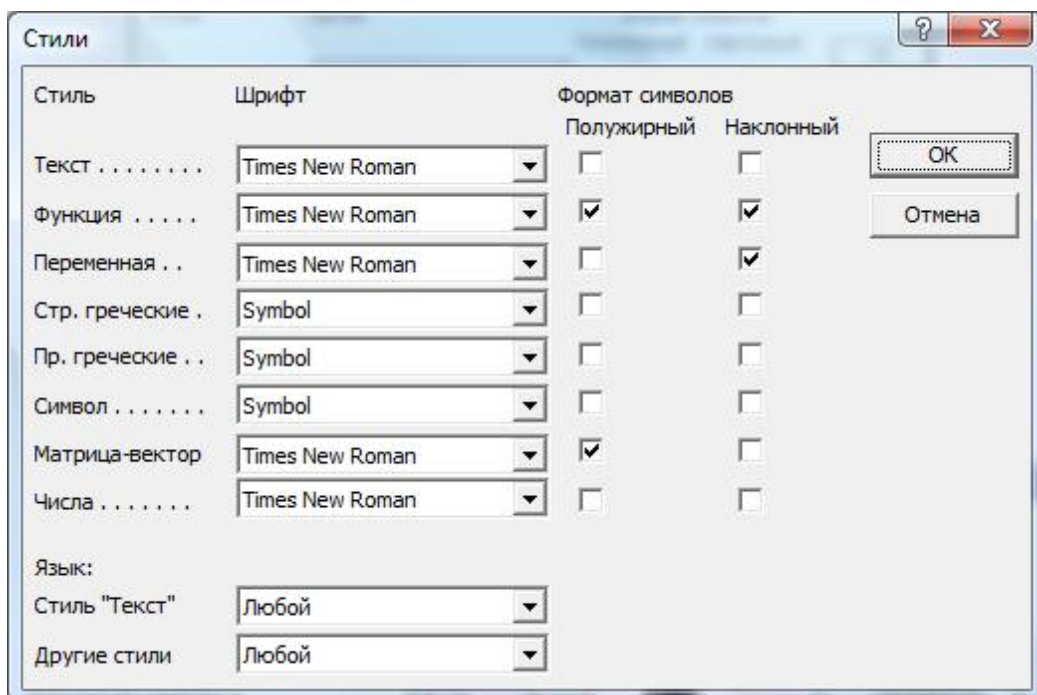 Стили
Стиль Шрифт Формат символов
Полужирный Наклонный
Текст . . . . . . . . Times New Roman OK
Функция . . . . . Times New Roman Отмена
Переменная . . Times New Roman
Стр. греческие . Symbol
Пр. греческие . . Symbol
Символ . . . . . . . Symbol
Матрица-вектор Times New Roman
Числа . . . . . . . Times New Roman
Язык:
Стиль "Текст" Любой
Другие стили Любой